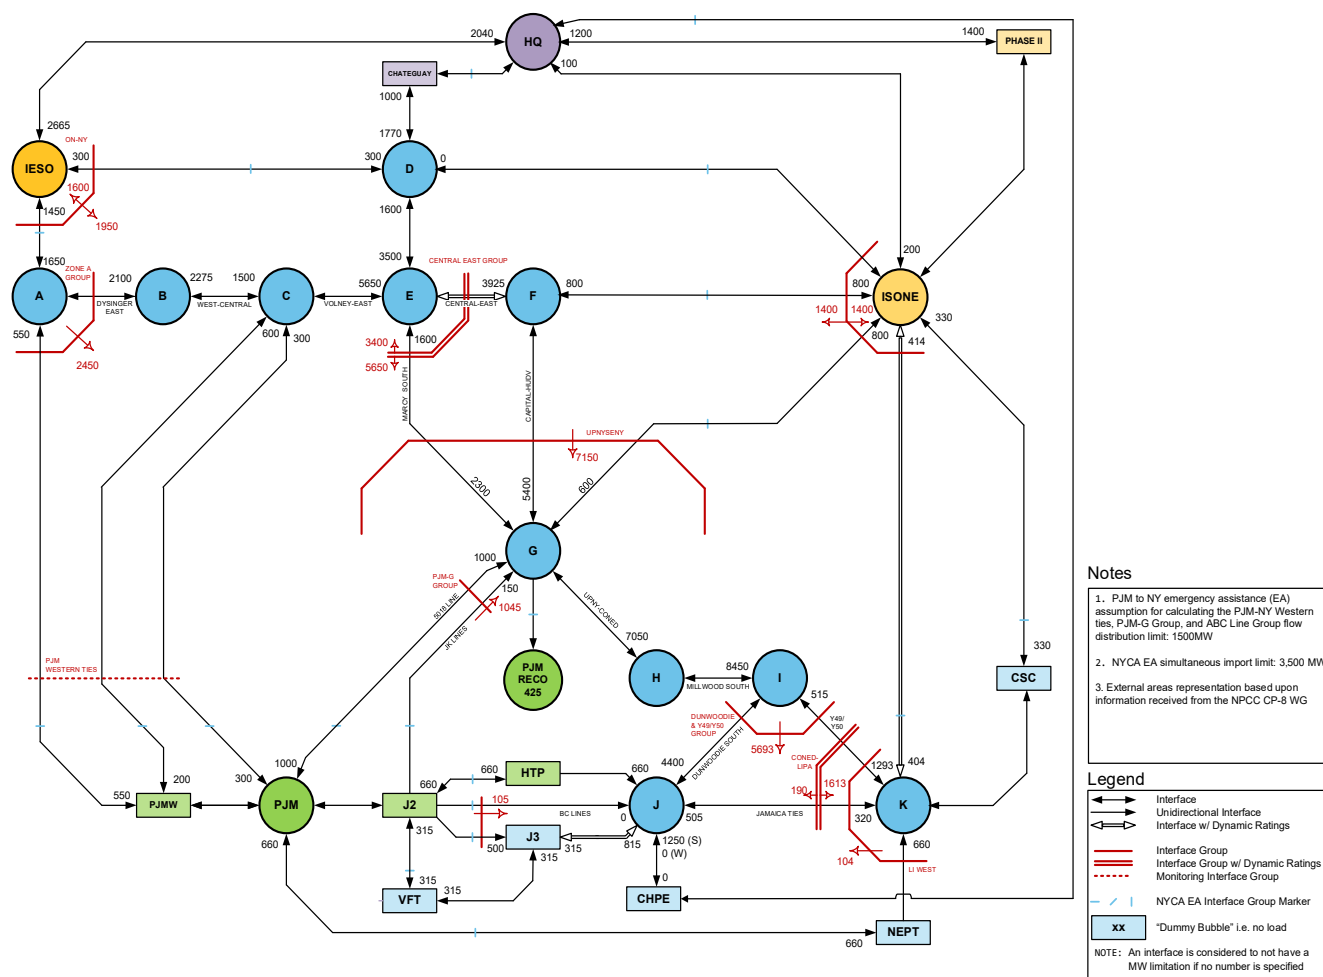 2040
HQ
1200
1400
PHASE II
100
CHATEGUAY
1000
2665
ON-NY
1770
IESO
300
300
D
0
1600
1450
1950
1600
200
1650
ZONE A
GROUP
2100
2275
1500
3500
5650
CENTRAL EAST GROUP
3925
800
800
A
B
C
E
F
ISONE
DYSINGER
EAST
WEST-CENTRAL
VOLNEY-EAST
CENTRAL-EAST
550
600
300
1600
1400
1400
330
800
414
2450
3400
5650
MARCY SOUTH
CAPITAL-HUDV
UPNYSENY
7150
2300
5400
600
1000
G
PJM-G
GROUP
150
1045
5018 LINE
JK LINES
UPNY-CONED
7050
PJM
WESTERN TIES
PJM
RECO
425
H
8450
MILLWOOD SOUTH
I
515
330
CSC
DUNWOODIE
& Y49/Y50
GROUP
DUNWOODIE SOUTH
Y49/
Y50
5693
CONED-
LIPA
4400
1293
404
550
PJMW
200
300
1000
PJM
660
660
HTP
660
J2
105
BC LINES
0
J
505
JAMAICA TIES
190
1613
320
K
315
500
J3
315
815
1250 (S)
0 (W)
104
LI WEST
660
660
315
315
315
VFT
0
CHPE
660
NEPT
Notes
1. PJM to NY emergency assistance (EA)
assumption for calculating the PJM-NY Western
ties, PJM-G Group, and ABC Line Group flow
distribution limit: 1500MW
2. NYCA EA simultaneous import limit: 3,500 MW
3. External areas representation based upon
information received from the NPCC CP-8 WG
Legend
Interface
Unidirectional Interface
Interface w/ Dynamic Ratings
Interface Group
Interface Group w/ Dynamic Ratings
Monitoring Interface Group
NYCA EA Interface Group Marker
xx
"Dummy Bubble" i.e. no load
NOTE: An interface is considered to not have a
MW limitation if no number is specified